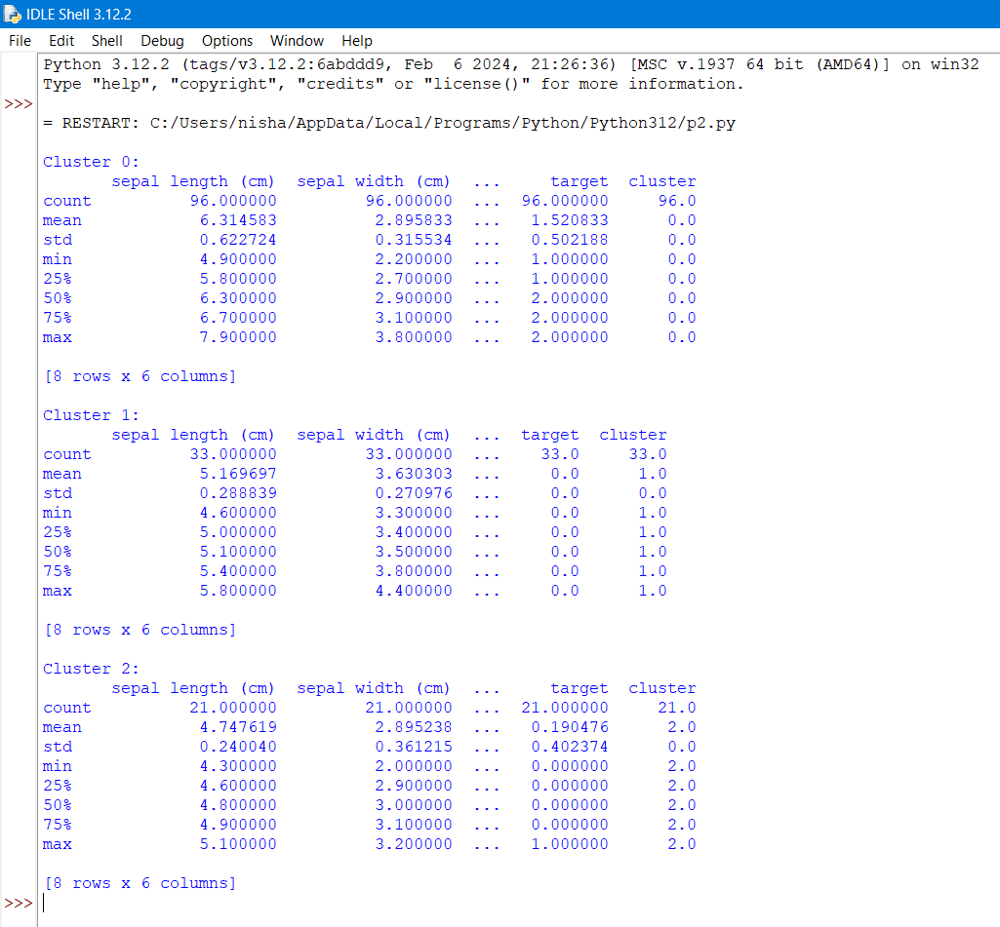 IDLE Shell 3.12.2
File Edit Shell Debug Options Window Help
Python 3.12.2 (tags/v3.12.2:6abddd9, Feb  6 2024, 21:26:36) [MSC v.1937 64 bit (AMD64)] on win32
Type "help", "copyright", "credits" or "license()" for more information.
>>>
= RESTART: C:/Users/nisha/AppData/Local/Programs/Python/Python312/p2.py
Cluster 0:
sepal length (cm)  sepal width (cm)  ...     target  cluster
count          96.000000         96.000000  ...  96.000000     96.0
mean            6.314583          2.895833  ...   1.520833      0.0
std             0.622724          0.315534  ...   0.502188      0.0
min             4.900000          2.200000  ...   1.000000      0.0
25%             5.800000          2.700000  ...   1.000000      0.0
50%             6.300000          2.900000  ...   2.000000      0.0
75%             6.700000          3.100000  ...   2.000000      0.0
max             7.900000          3.800000  ...   2.000000      0.0
[8 rows x 6 columns]
Cluster 1:
sepal length (cm)  sepal width (cm)  ...  target  cluster
count          33.000000         33.000000  ...    33.0     33.0
mean            5.169697          3.630303  ...     0.0      1.0
std             0.288839          0.270976  ...     0.0      0.0
min             4.600000          3.300000  ...     0.0      1.0
25%             5.000000          3.400000  ...     0.0      1.0
50%             5.100000          3.500000  ...     0.0      1.0
75%             5.400000          3.800000  ...     0.0      1.0
max             5.800000          4.400000  ...     0.0      1.0
[8 rows x 6 columns]
Cluster 2:
sepal length (cm)  sepal width (cm)  ...     target  cluster
count          21.000000         21.000000  ...  21.000000     21.0
mean            4.747619          2.895238  ...   0.190476      2.0
std             0.240040          0.361215  ...   0.402374      0.0
min             4.300000          2.000000  ...   0.000000      2.0
25%             4.600000          2.900000  ...   0.000000      2.0
50%             4.800000          3.000000  ...   0.000000      2.0
75%             4.900000          3.100000  ...   0.000000      2.0
max             5.100000          3.200000  ...   1.000000      2.0
[8 rows x 6 columns]
>>>